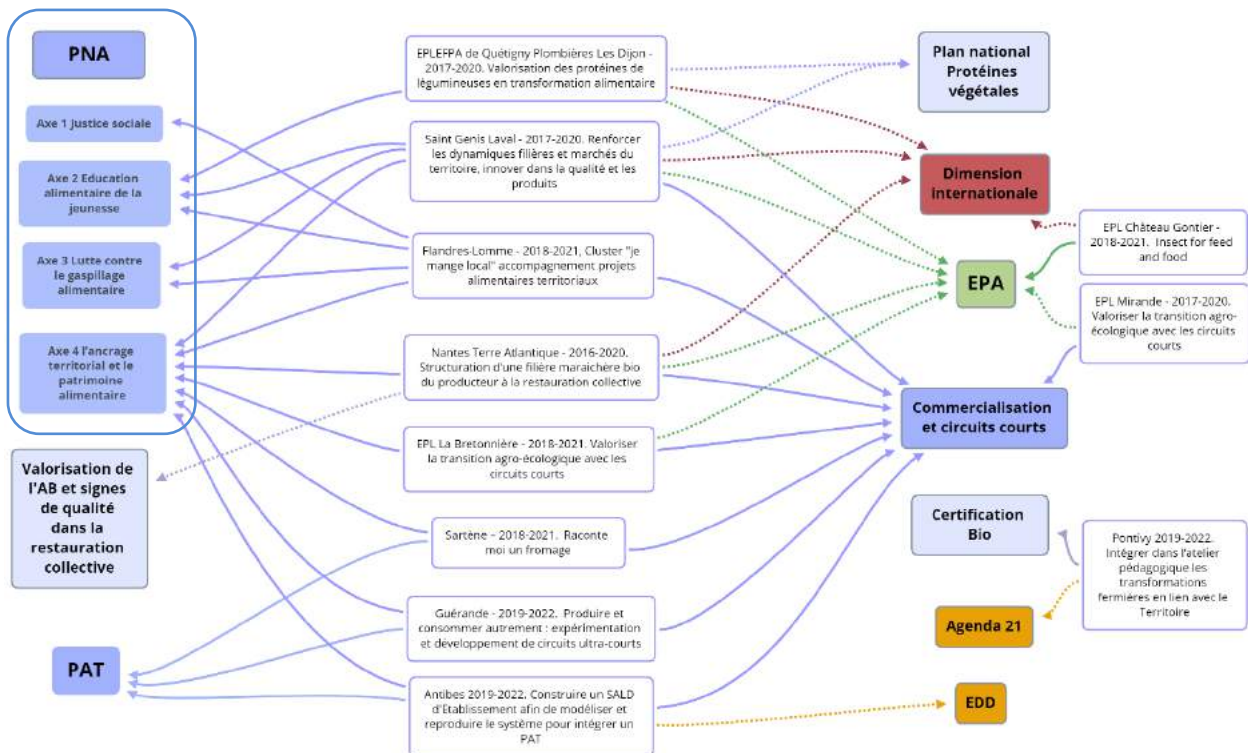 PNA
Axe 1 Justice sociale
Axe 2 Education
alimentaire de la
jeunesse
Axe 3 Lutte contre
le gaspillage
alimentaire
Axe 4 l'ancrage
territorial et le
patrimoine
alimentaire
Valorisation de
l'AB et signes
de qualité
dans la
restauration
collective
PAT
EPLEFPA de Quétigny Plombières Les Dijon -
2017-2020. Valorisation des protéines de
légumineuses en transformation alimentaire
Saint Genis Laval - 2017-2020. Renforcer
les dynamiques filières et marchés du
territoire, innover dans la qualité et les
produits
Flandres-Lomme - 2018-2021, Cluster "je
mange local" accompagnement projets
alimentaires territoriaux
Nantes Terre Atlantique - 2016-2020.
Structuration d'une filière maraichère bio
du producteur à la restauration collective
EPL La Bretonnière - 2018-2021. Valoriser
la transition agro-écologique avec les
circuits courts
Sartène - 2018-2021. Raconte
moi un fromage
Guérande - 2019-2022. Produire et
consommer autrement : expérimentation
et développement de circuits ultra-courts
Antibes 2019-2022. Construire un SALD
d'Etablissement afin de modéliser et
reproduire le système pour intégrer un
PAT
Plan national
Protéines
végétales
Dimension
internationale
EPA
Commercialisation
et circuits courts
Certification
Bio
Agenda 21
EDD
EPL Château Gontier -
2018-2021. Insect for feed
and food
EPL Mirande - 2017-2020.
Valoriser la transition agro-
écologique avec les circuits
courts
Pontivy 2019-2022.
Intégrer dans l'atelier
pédagogique les
transformations
fermières en lien avec le
Territoire